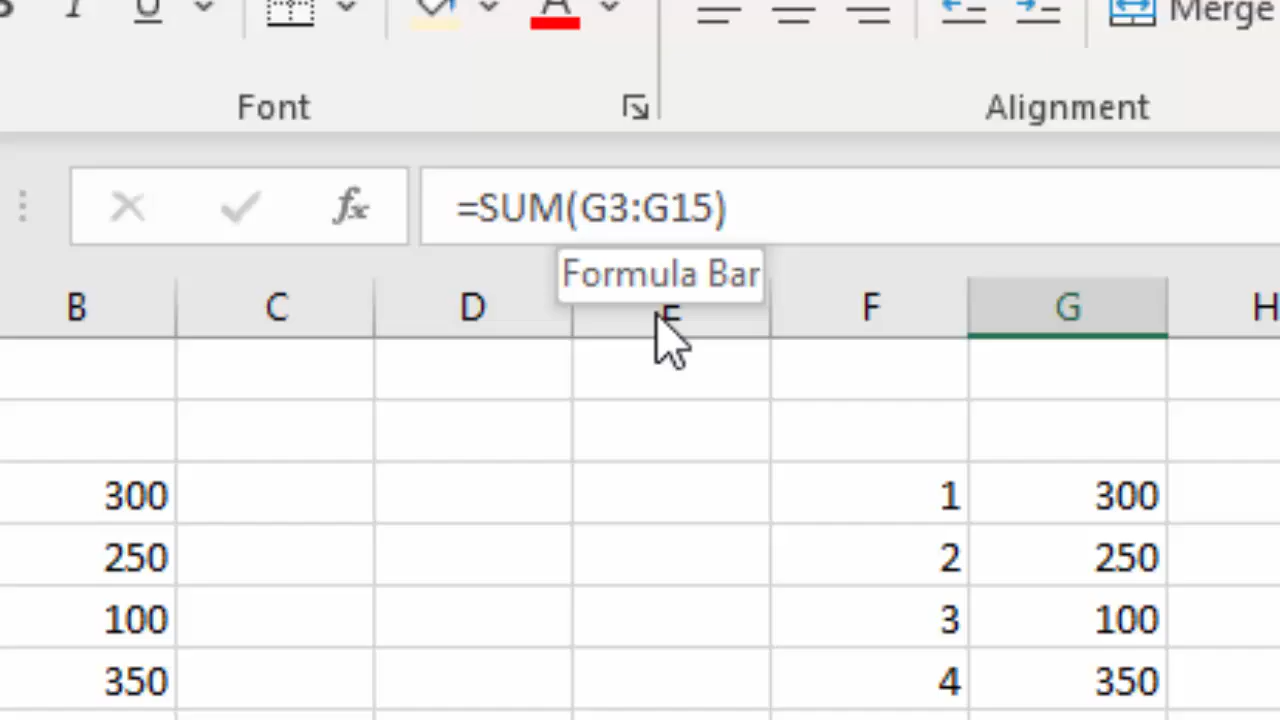 U A Merge
Font Alignment
fx =SUM(G3:G15)
Formula Bar
B C D E F G H
300 1 300
250 2 250
100 3 100
350 4 350